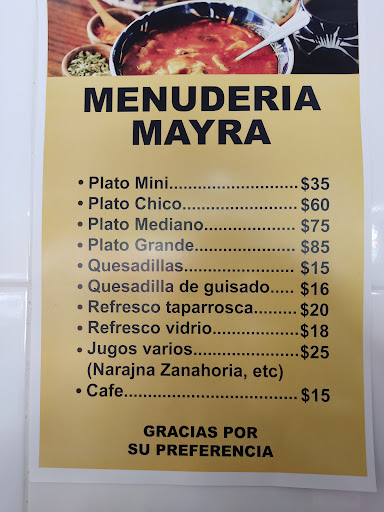 MENUDERIA
MAYRA
• Plato Mini..............................$35
• Plato Chico...........................$60
• Plato Mediano..................... $75
• Plato Grande........................$85
• Quesadillas......................... $15
• Quesadilla de guisado..... $16
• Refresco taparrosca.........$20
• Refresco vidrio...................$18
• Jugos varios........................$25
(Narajna Zanahoria, etc)
• Cafe.......................................$15
GRACIAS POR
SU PREFERENCIA